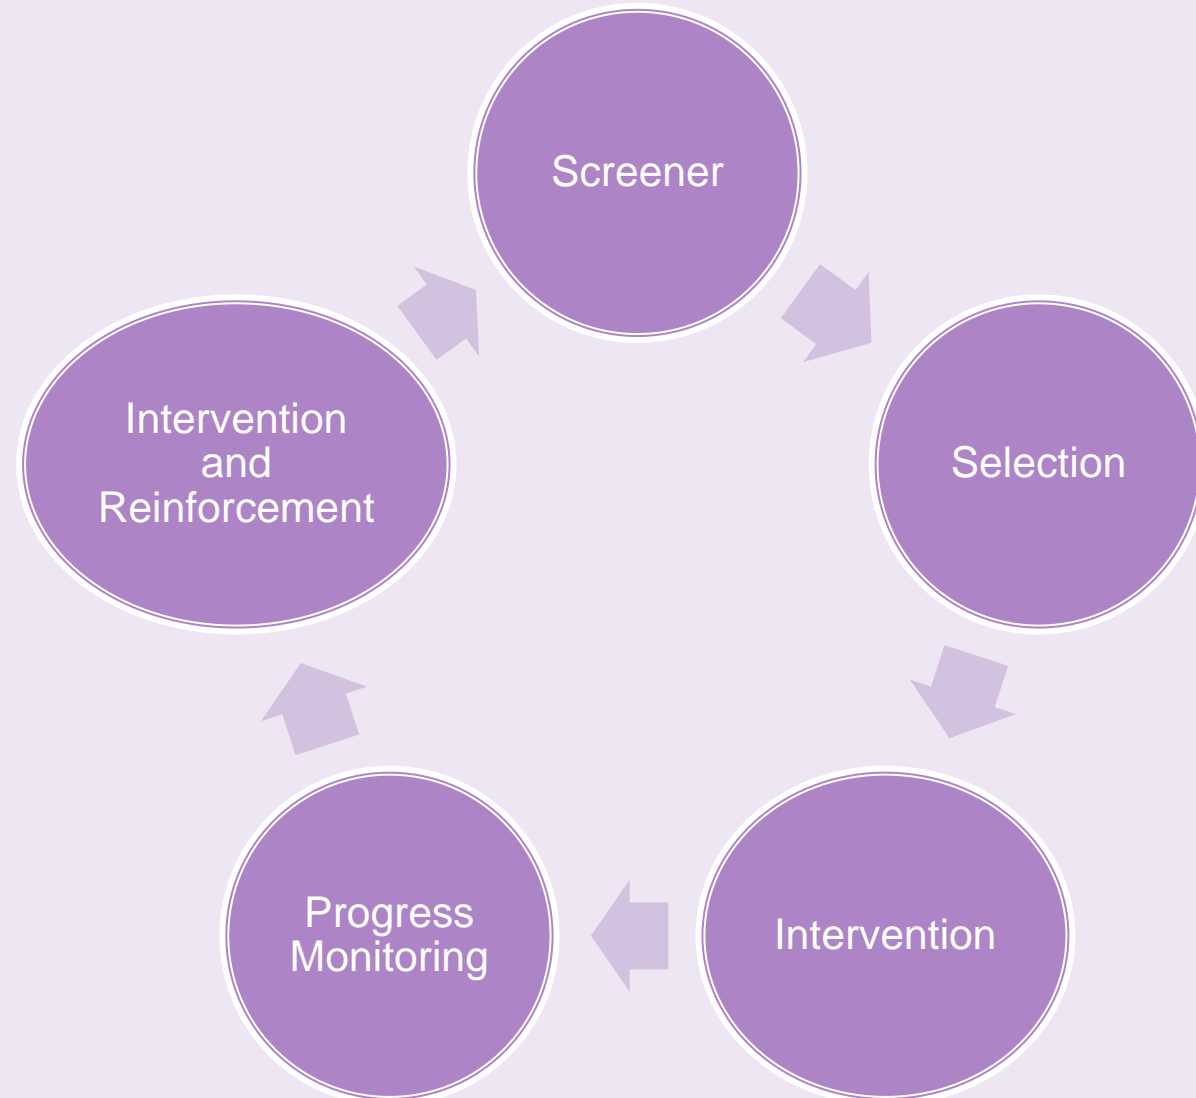 Screener
Selection
Intervention
Progress
Monitoring
Intervention
and
Reinforcement